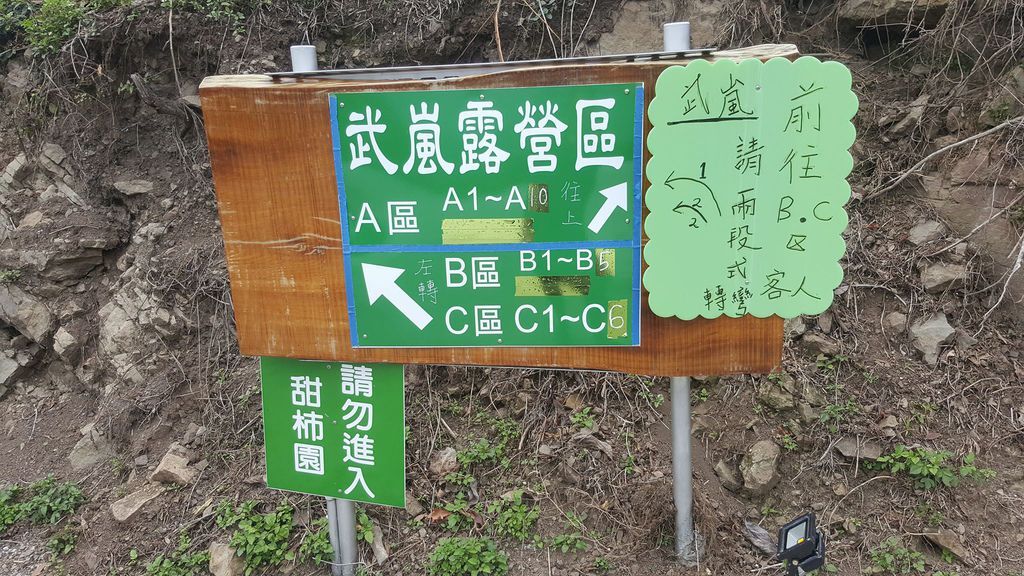 武嵐露營區
A區 A1~A10 往上
左轉 B區 B1~B5
C區 C1~C6
武嵐
前往B.C區客人
請兩段式轉彎
1
2
請勿進入
甜柿園